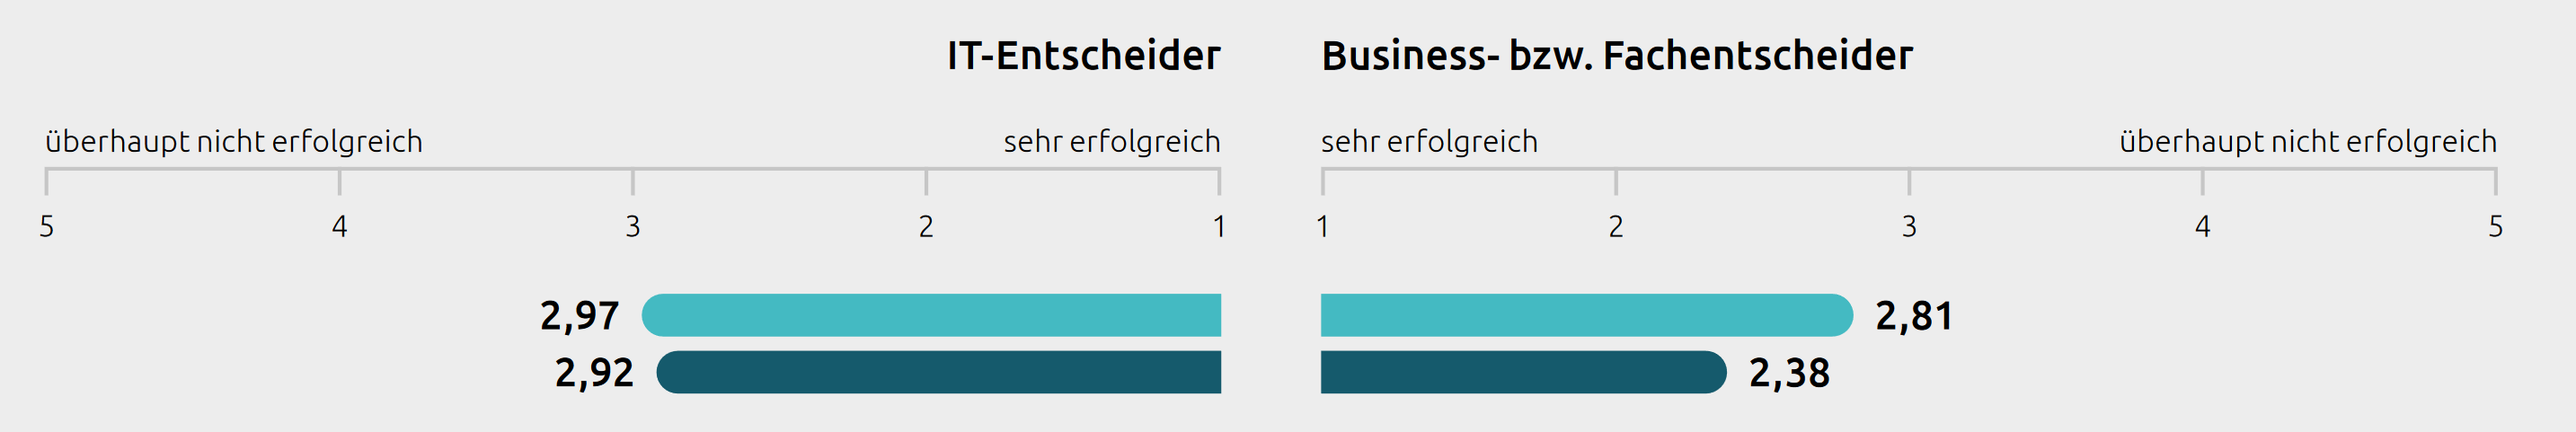 IT-Entscheider Business- bzw. Fachentscheider
überhaupt nicht erfolgreich sehr erfolgreich sehr erfolgreich überhaupt nicht erfolgreich
5 4 3 2 1 1 2 3 4 5
2,97 2,81
2,92 2,38